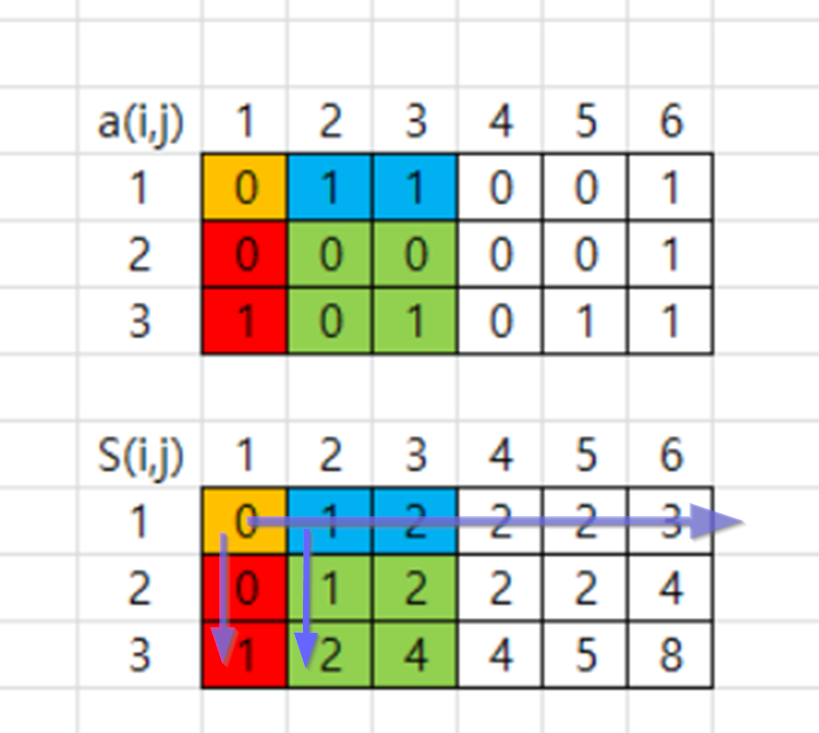 a(i,j) 1 2 3 4 5 6
1 0 1 1 0 0 1
2 0 0 0 0 0 1
3 1 0 1 0 1 1
S(i,j) 1 2 3 4 5 6
1 0 1 2 2 2 3
2 0 1 2 2 2 4
3 1 2 4 4 5 8